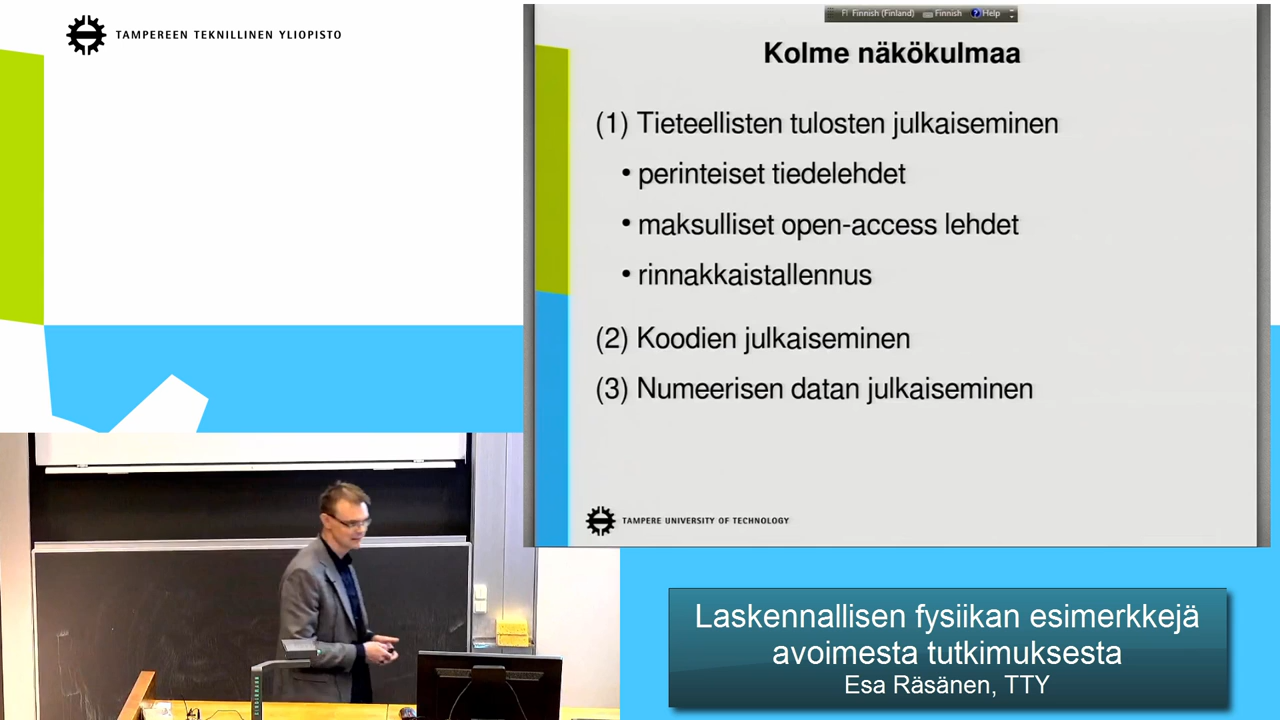 TAMPEREEN TEKNILLINEN YLIOPISTO
FI Finnish (Finland) Finnish Help
Kolme näkökulmaa
(1) Tieteellisten tulosten julkaiseminen
• perinteiset tiedelehdet
• maksulliset open-access lehdet
• rinnakkaistallennus
(2) Koodien julkaiseminen
(3) Numeerisen datan julkaiseminen
TAMPERE UNIVERSITY OF TECHNOLOGY
Laskennallisen fysiikan esimerkkejä
avoimesta tutkimuksesta
Esa Räsänen, TTY